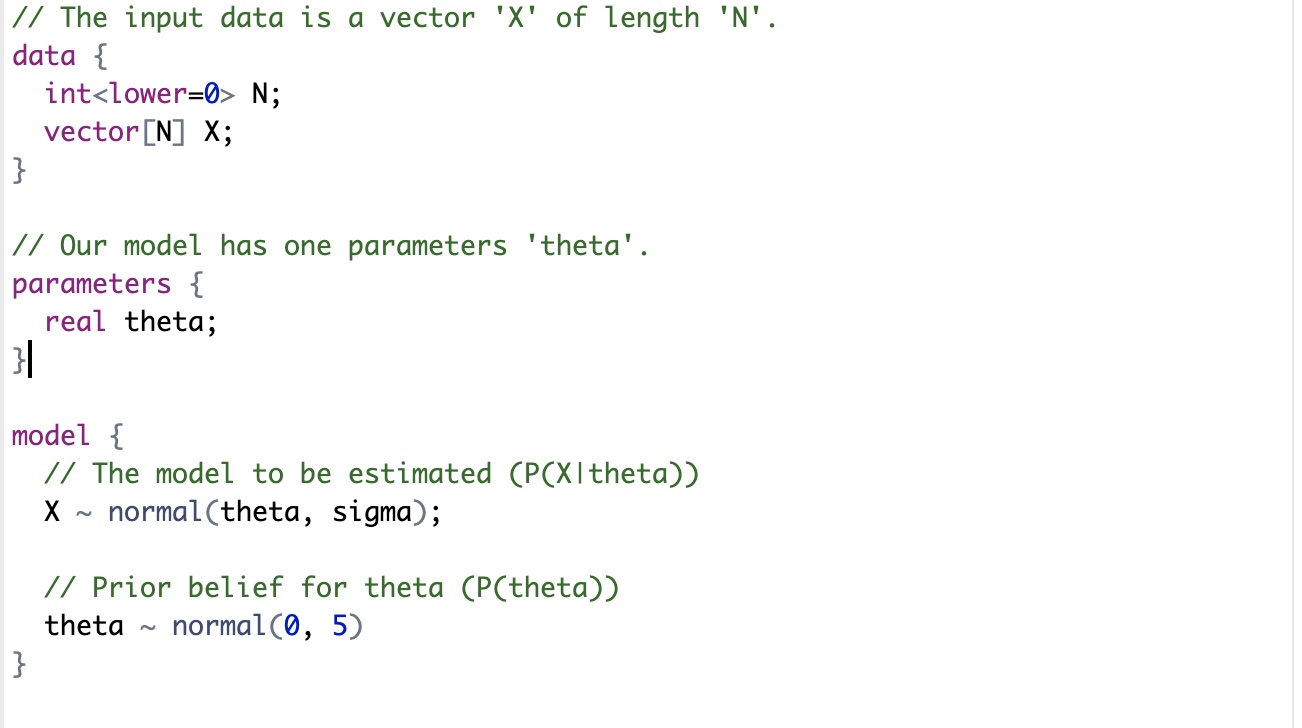 // The input data is a vector 'X' of length 'N'.
data {
  int<lower=0> N;
  vector[N] X;
}

// Our model has one parameters 'theta'.
parameters {
  real theta;
}

model {
  // The model to be estimated (P(X|theta))
  X ~ normal(theta, sigma);

  // Prior belief for theta (P(theta))
  theta ~ normal(0, 5)
}